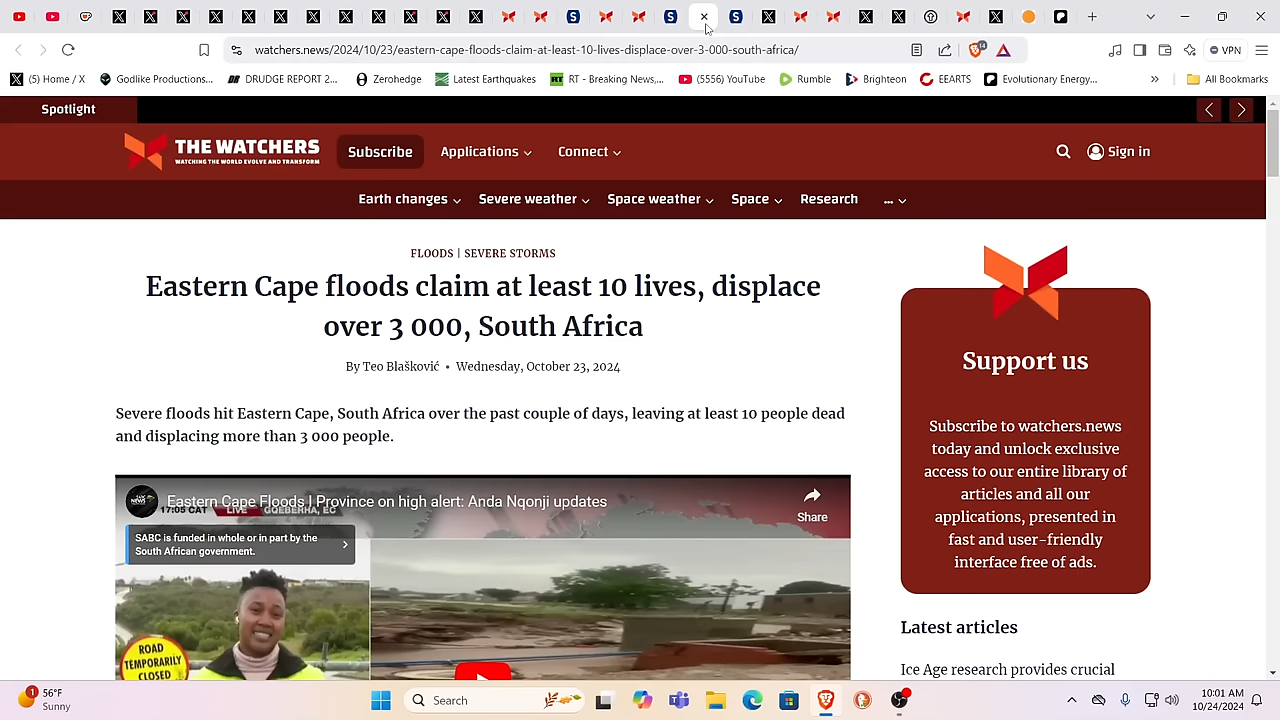 watchers.news/2024/10/23/eastern-cape-floods-claim-at-least-10-lives-displace-over-3-000-south-africa/
14
VPN
(5) Home / X
Godlike Productions...
DRUDGE REPORT 2...
Zerohedge
Latest Earthquakes
RT - Breaking News,...
(5556) YouTube
Rumble
Brighteon
EEARTS
Evolutionary Energy...
»
All Bookmarks
Spotlight
THE WATCHERS
WATCHING THE WORLD EVOLVE AND TRANSFORM
Subscribe
Applications
Connect
Sign in
Earth changes
Severe weather
Space weather
Space
Research
...
FLOODS | SEVERE STORMS
Eastern Cape floods claim at least 10 lives, displace
over 3 000, South Africa
By Teo Blašković • Wednesday, October 23, 2024
Severe floods hit Eastern Cape, South Africa over the past couple of days, leaving at least 10 people dead
and displacing more than 3 000 people.
Eastern Cape Floods | Province on high alert: Anda Nqonji updates
17:05 CAT LIVE GQEBERHA, EC
Share
SABC is funded in whole or in part by the
South African government.
ROAD
TEMPORARILY
CLOSED
Support us
Subscribe to watchers.news
today and unlock exclusive
access to our entire library of
articles and all our
applications, presented in
fast and user-friendly
interface free of ads.
Latest articles
Ice Age research provides crucial
1
56°F
Sunny
Search
10:01 AM
10/24/2024